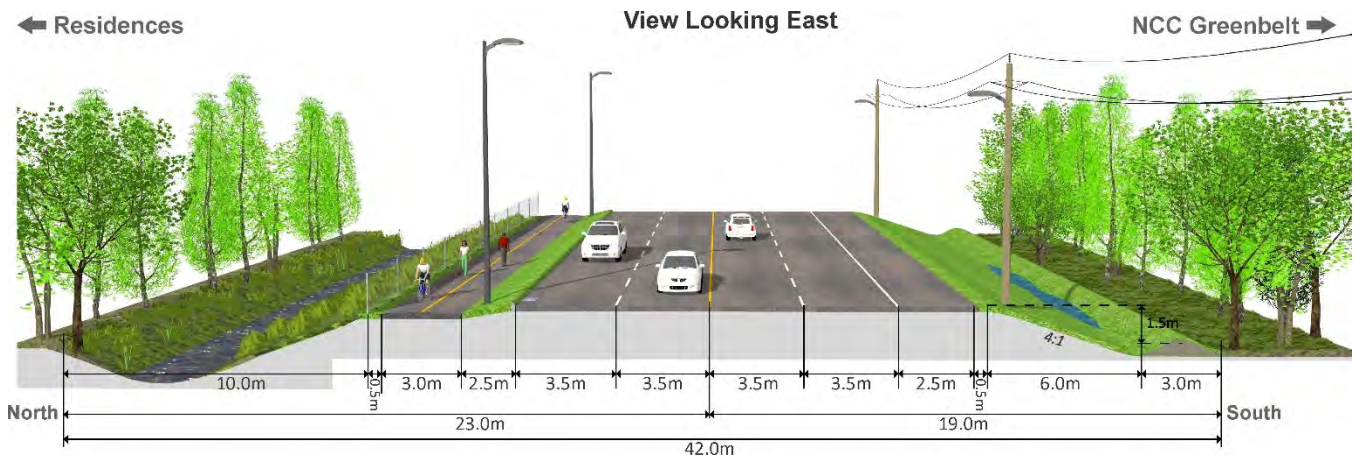 View Looking East
Residences
NCC Greenbelt
1.5m
4:1
10.0m
0.5m
3.0m
2.5m
3.5m
3.5m
3.5m
3.5m
2.5m
0.5m
6.0m
3.0m
North
South
23.0m
19.0m
42.0m